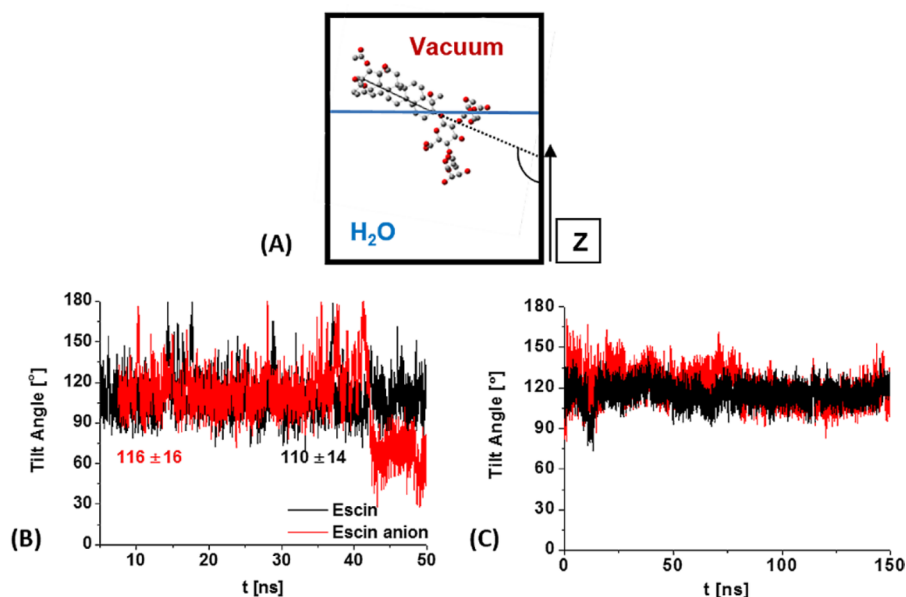 Vacuum
H₂O
Z
(A)
180
150
120
90
60
30
0
Tilt Angle [°]
116 ± 16
110 ± 14
Escin
Escin anion
10
20
30
40
50
t [ns]
(B)
180
150
120
90
60
30
0
Tilt Angle [°]
0
50
100
150
t [ns]
(C)